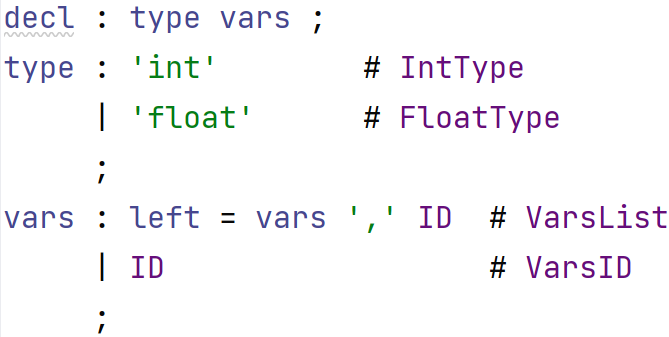 decl : type vars ;
type : 'int' # IntType
| 'float' # FloatType
;
vars : left = vars ',' ID # VarsList
| ID # VarsID
;